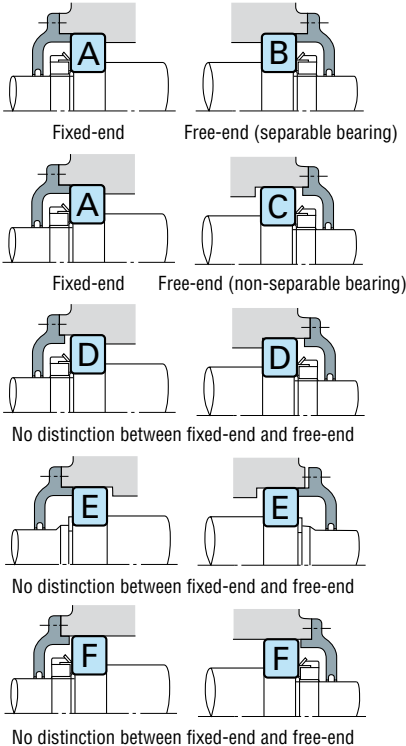 A B
Fixed-end Free-end (separable bearing)
A C
Fixed-end Free-end (non-separable bearing)
D D
No distinction between fixed-end and free-end
E E
No distinction between fixed-end and free-end
F F
No distinction between fixed-end and free-end